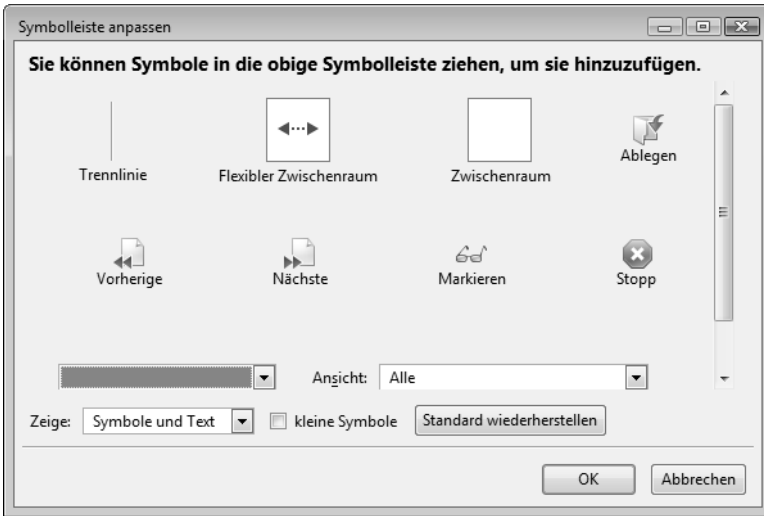 Symbolleiste anpassen
Sie können Symbole in die obige Symbolleiste ziehen, um sie hinzuzufügen.
Trennlinie
Flexibler Zwischenraum
Zwischenraum
Ablegen
Vorherige
Nächste
Markieren
Stopp
Ansicht: Alle
Zeige: Symbole und Text kleine Symbole Standard wiederherstellen
OK Abbrechen